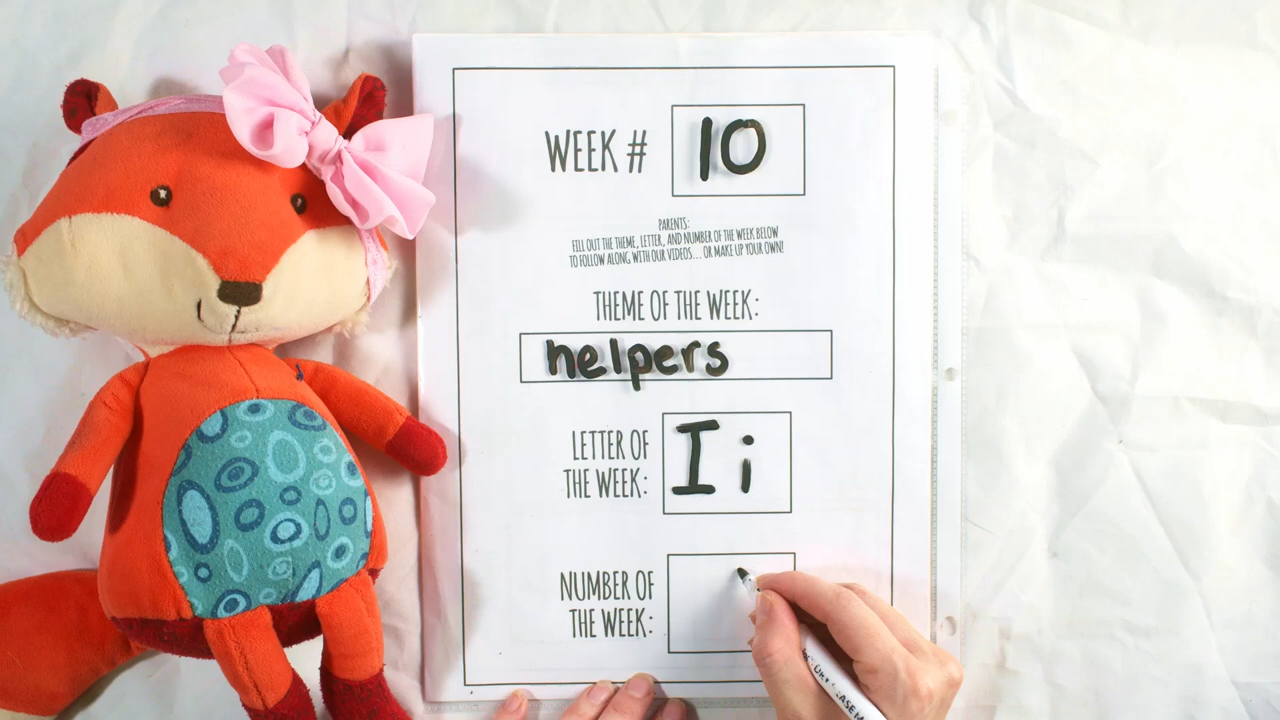 WEEK # 10
PARENTS:
FILL OUT THE THEME, LETTER, AND NUMBER OF THE WEEK BELOW
TO FOLLOW ALONG WITH OUR VIDEOS... OR MAKE UP YOUR OWN!
THEME OF THE WEEK:
helpers
LETTER OF
THE WEEK:
I i
NUMBER OF
THE WEEK: